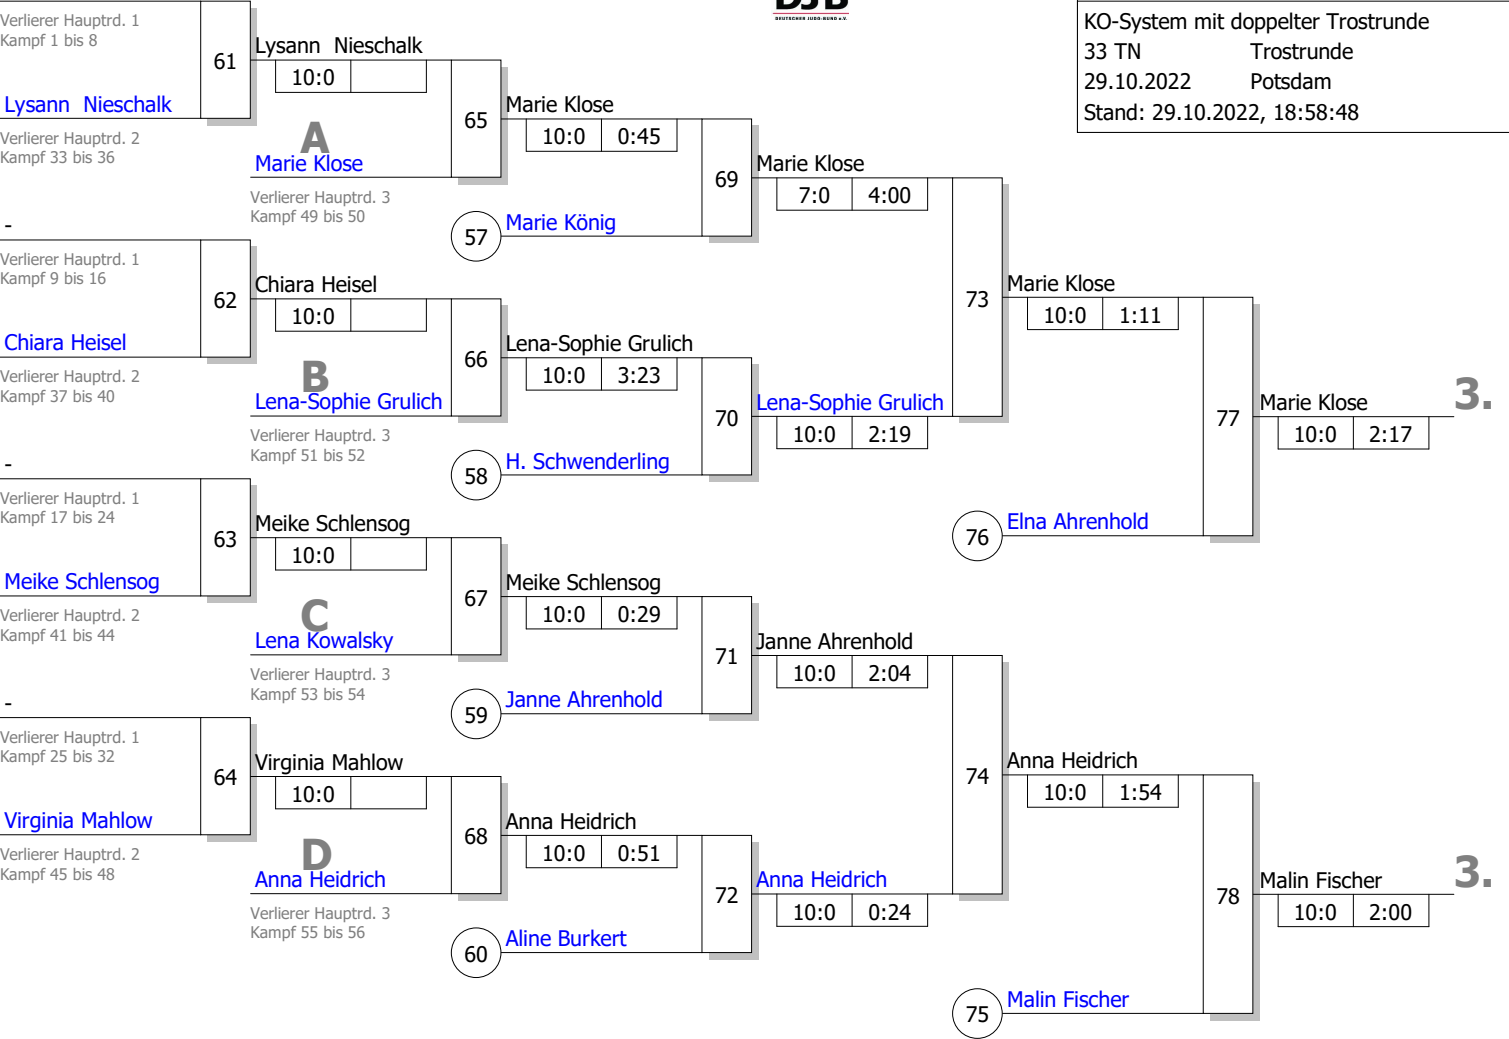 DJB
DEUTSCHER JUDO-BUND e.V.
KO-System mit doppelter Trostrunde
33 TN Trostrunde
29.10.2022 Potsdam
Stand: 29.10.2022, 18:58:48
Verlierer Hauptrd. 1
Kampf 1 bis 8
61
Lysann Nieschalk
10:0
Lysann Nieschalk
Verlierer Hauptrd. 2
Kampf 33 bis 36
A
Marie Klose
Verlierer Hauptrd. 3
Kampf 49 bis 50
65
Marie Klose
10:0 0:45
57
Marie König
69
Marie Klose
7:0 4:00
-
Verlierer Hauptrd. 1
Kampf 9 bis 16
62
Chiara Heisel
10:0
Chiara Heisel
Verlierer Hauptrd. 2
Kampf 37 bis 40
B
Lena-Sophie Grulich
Verlierer Hauptrd. 3
Kampf 51 bis 52
66
Lena-Sophie Grulich
10:0 3:23
58
H. Schwenderling
70
Lena-Sophie Grulich
10:0 2:19
73
Marie Klose
10:0 1:11
76
Elna Ahrenhold
77
Marie Klose
10:0 2:17
3.
-
Verlierer Hauptrd. 1
Kampf 17 bis 24
63
Meike Schlensog
10:0
Meike Schlensog
Verlierer Hauptrd. 2
Kampf 41 bis 44
C
Lena Kowalsky
Verlierer Hauptrd. 3
Kampf 53 bis 54
67
Meike Schlensog
10:0 0:29
59
Janne Ahrenhold
71
Janne Ahrenhold
10:0 2:04
-
Verlierer Hauptrd. 1
Kampf 25 bis 32
64
Virginia Mahlow
10:0
Virginia Mahlow
Verlierer Hauptrd. 2
Kampf 45 bis 48
D
Anna Heidrich
Verlierer Hauptrd. 3
Kampf 55 bis 56
68
Anna Heidrich
10:0 0:51
60
Aline Burkert
72
Anna Heidrich
10:0 0:24
74
Anna Heidrich
10:0 1:54
75
Malin Fischer
78
Malin Fischer
10:0 2:00
3.